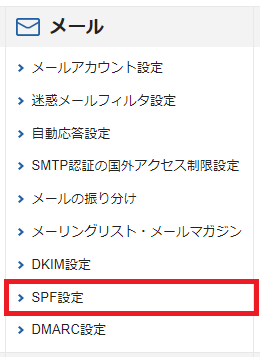 メール
メールアカウント設定
迷惑メールフィルタ設定
自動応答設定
SMTP認証の国外アクセス制限設定
メールの振り分け
メーリングリスト・メールマガジン
DKIM設定
SPF設定
DMARC設定